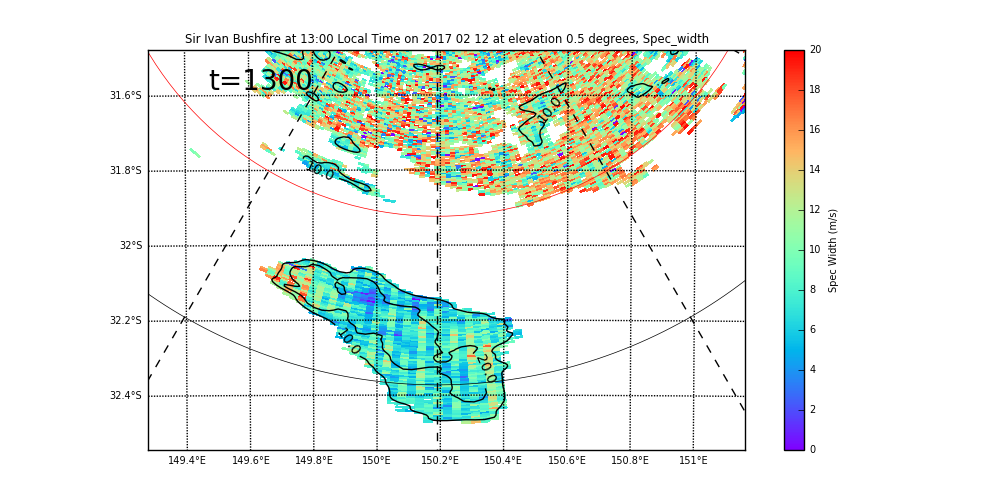 Sir Ivan Bushfire at 13:00 Local Time on 2017 02 12 at elevation 0.5 degrees, Spec_width
t=1300
31.6°S
31.8°S
32°S
32.2°S
32.4°S
10.0
10.0
10.0
20.0
149.4°E 149.6°E 149.8°E 150°E 150.2°E 150.4°E 150.6°E 150.8°E 151°E
20
18
16
14
12
10
8
6
4
2
0
Spec Width (m/s)